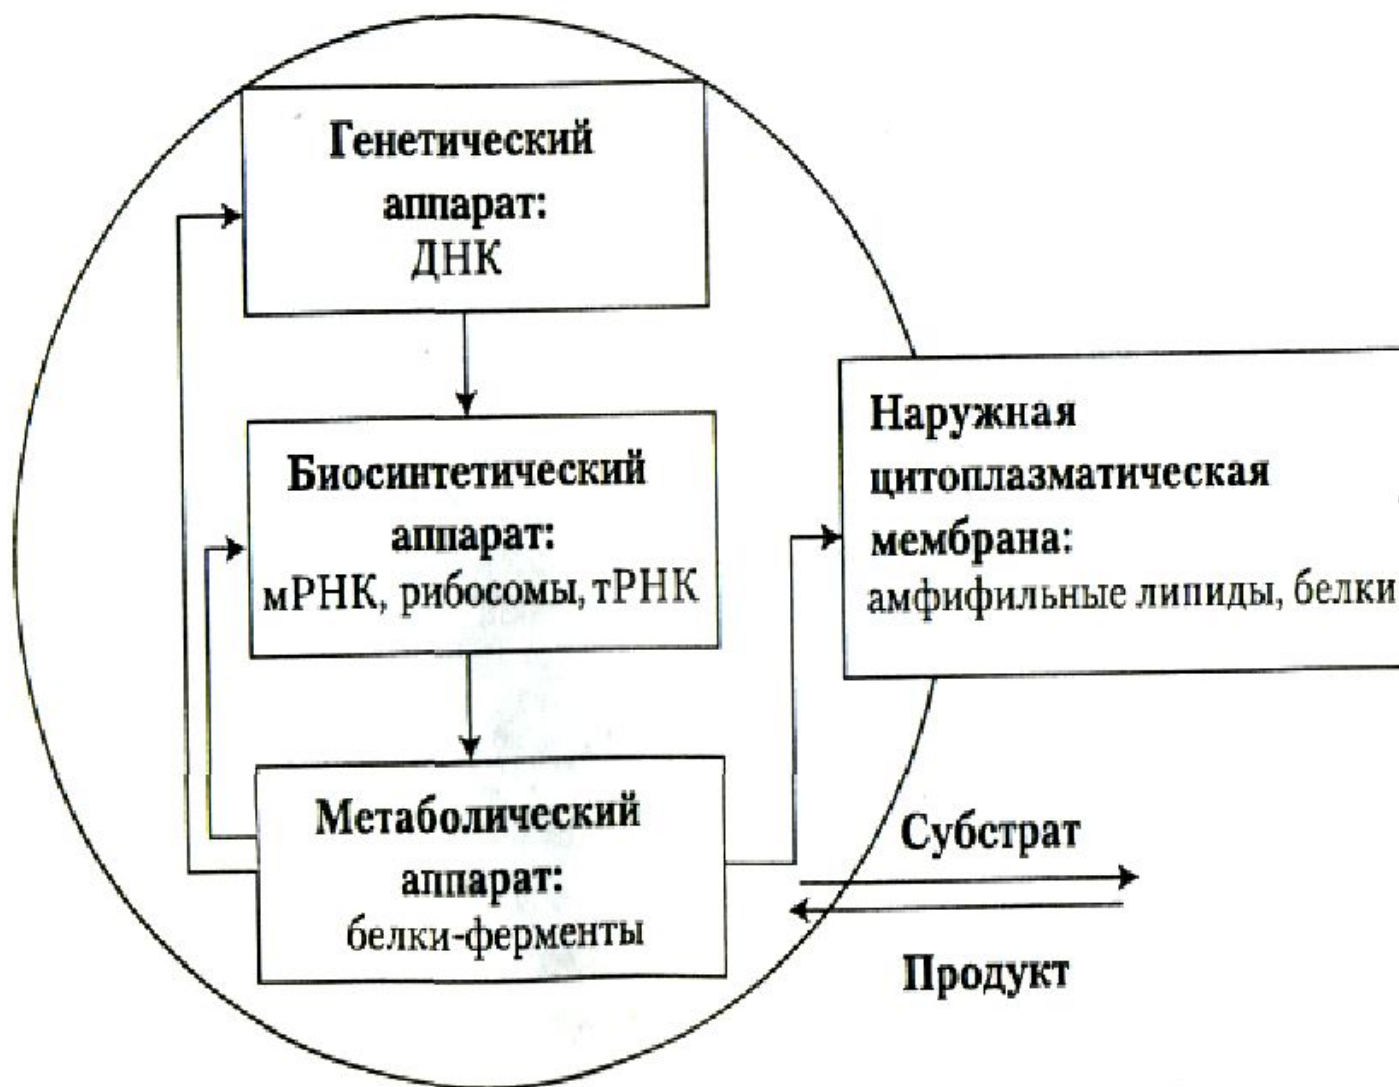 Генетический
аппарат:
ДНК
Биосинтетический
аппарат:
мРНК, рибосомы, тРНК
Метаболический
аппарат:
белки-ферменты
Наружная
цитоплазматическая
мембрана:
амфифильные липиды, белки
Субстрат
Продукт